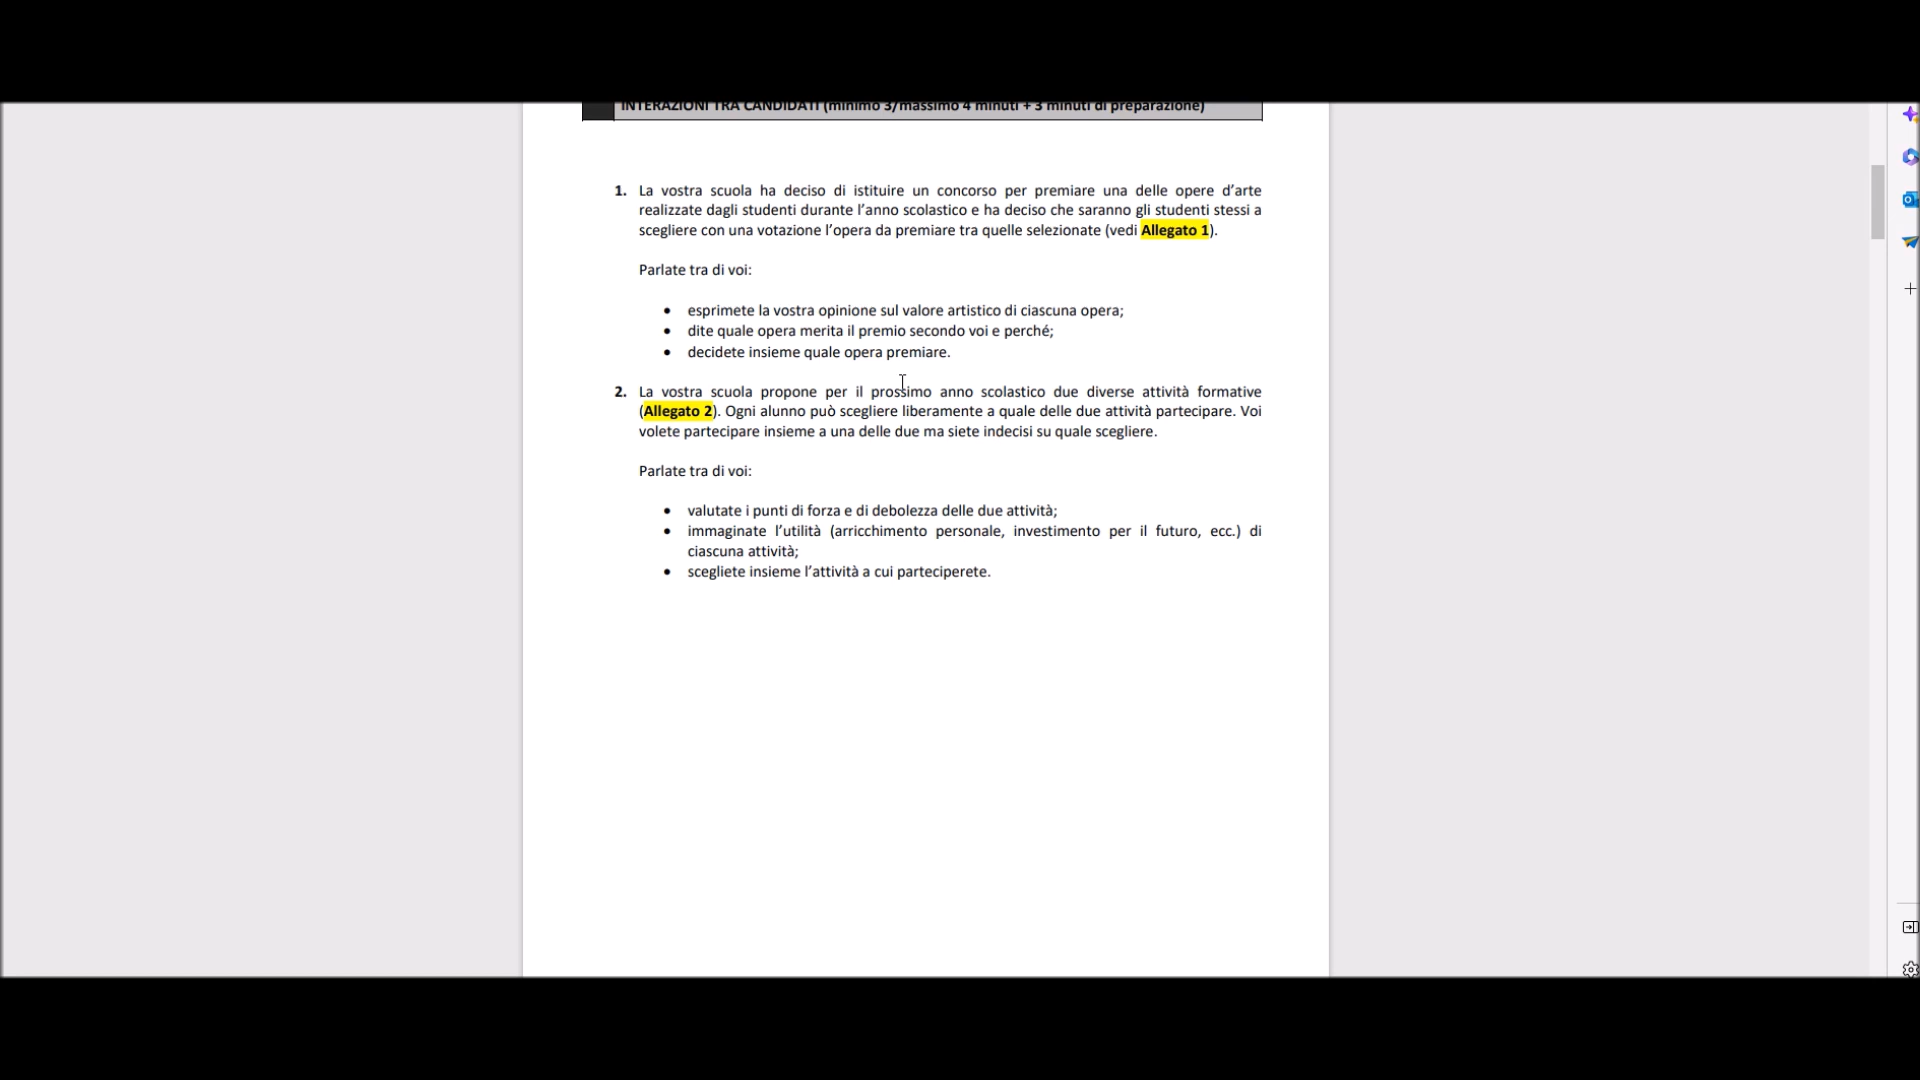 INTERAZIONI TRA CANDIDATI (minimo 3/massimo 4 minuti + 3 minuti di preparazione)
1. La vostra scuola ha deciso di istituire un concorso per premiare una delle opere d’arte
realizzate dagli studenti durante l’anno scolastico e ha deciso che saranno gli studenti stessi a
scegliere con una votazione l’opera da premiare tra quelle selezionate (vedi Allegato 1).
Parlate tra di voi:
• esprimete la vostra opinione sul valore artistico di ciascuna opera;
• dite quale opera merita il premio secondo voi e perché;
• decidete insieme quale opera premiare.
2. La vostra scuola propone per il prossimo anno scolastico due diverse attività formative
(Allegato 2). Ogni alunno può scegliere liberamente a quale delle due attività partecipare. Voi
volete partecipare insieme a una delle due ma siete indecisi su quale scegliere.
Parlate tra di voi:
• valutate i punti di forza e di debolezza delle due attività;
• immaginate l’utilità (arricchimento personale, investimento per il futuro, ecc.) di
ciascuna attività;
• scegliete insieme l’attività a cui parteciperete.